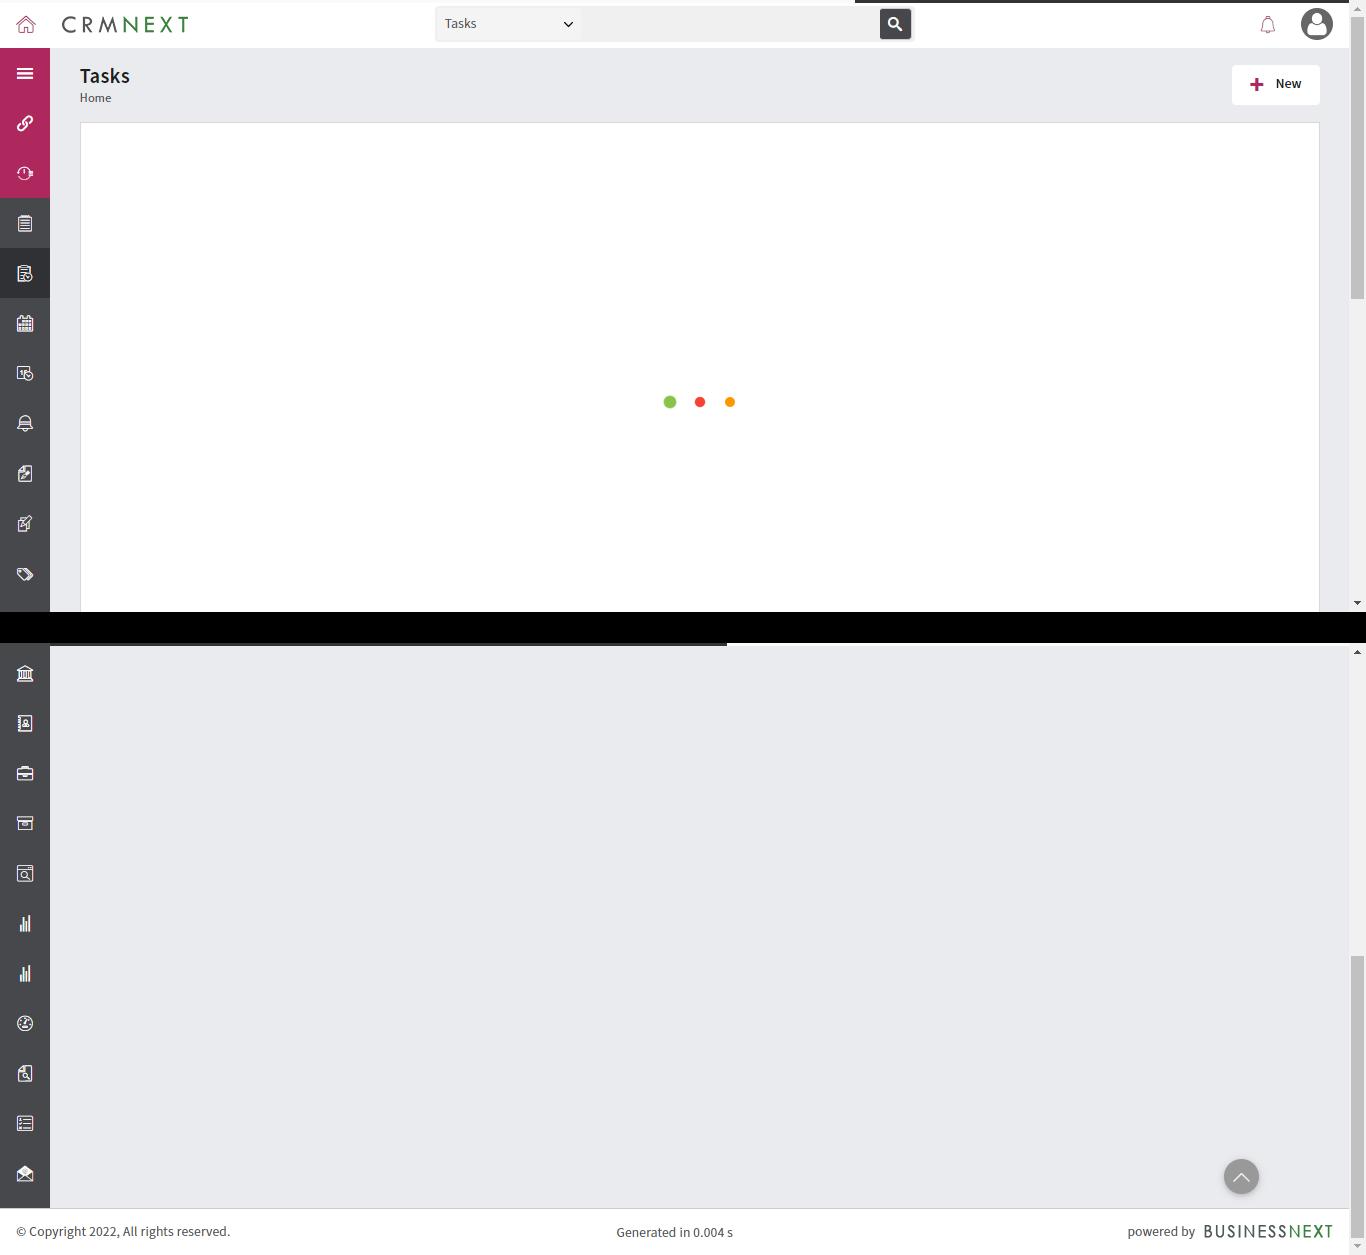 CRMNEXT
Tasks
Tasks
Home
New
© Copyright 2022, All rights reserved.
Generated in 0.004 s
powered by BUSINESSNEXT